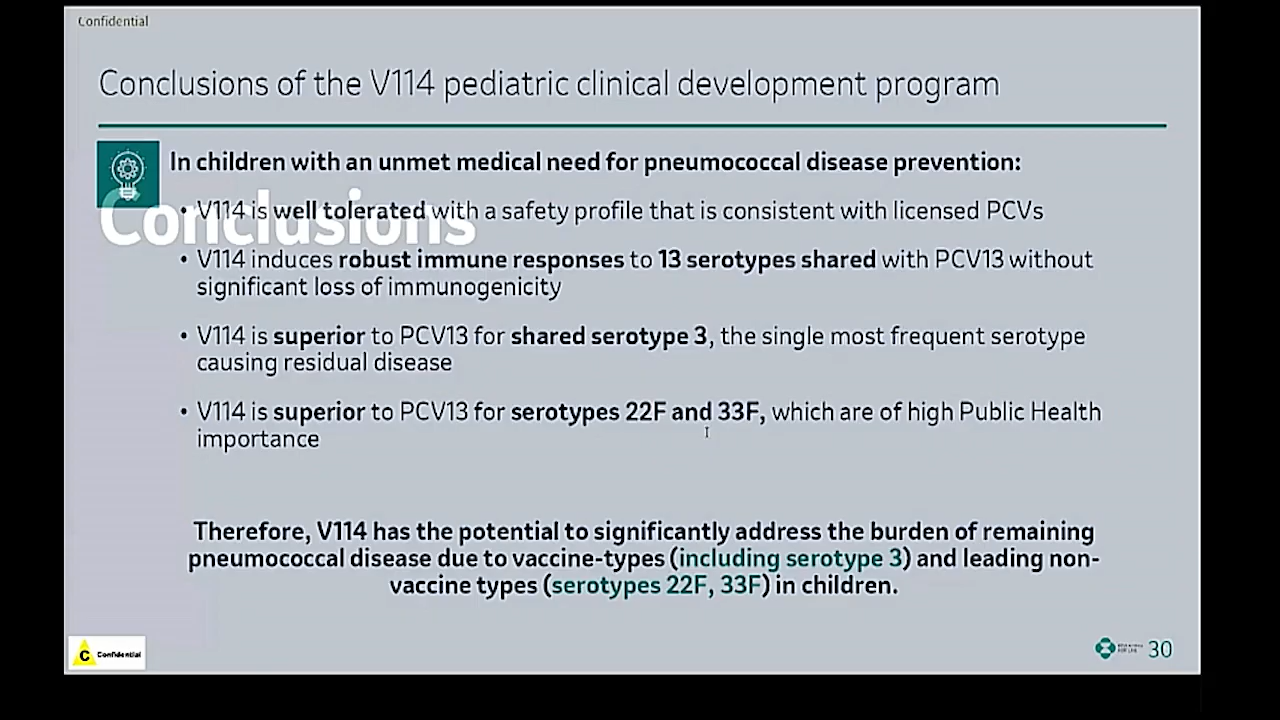 Confidential
Conclusions of the V114 pediatric clinical development program
In children with an unmet medical need for pneumococcal disease prevention:
Conclusions
• V114 is well tolerated with a safety profile that is consistent with licensed PCVs
• V114 induces robust immune responses to 13 serotypes shared with PCV13 without
significant loss of immunogenicity
• V114 is superior to PCV13 for shared serotype 3, the single most frequent serotype
causing residual disease
• V114 is superior to PCV13 for serotypes 22F and 33F, which are of high Public Health
importance
Therefore, V114 has the potential to significantly address the burden of remaining
pneumococcal disease due to vaccine-types (including serotype 3) and leading non-
vaccine types (serotypes 22F, 33F) in children.
C Confidential
30